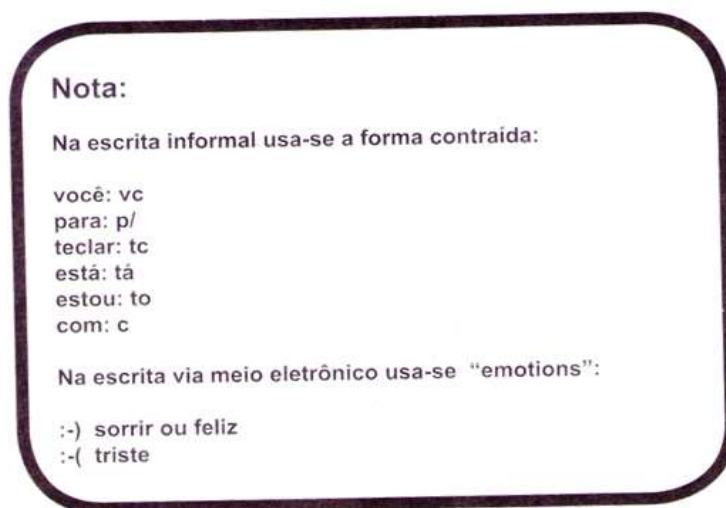 Nota:
Na escrita informal usa-se a forma contraída:
você: vc
para: p/
teclar: tc
está: tá
estou: to
com: c
Na escrita via meio eletrônico usa-se "emotions":
:-) sorrir ou feliz
:-( triste